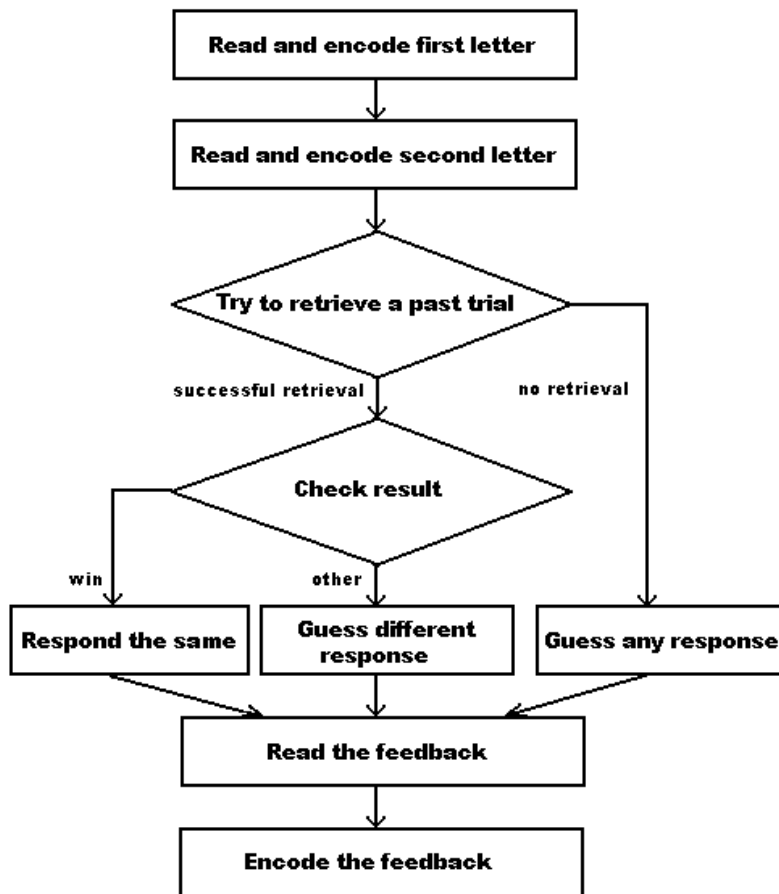 Read and encode first letter
Read and encode second letter
Try to retrieve a past trial
successful retrieval
no retrieval
Check result
win
other
Respond the same
Guess different
response
Guess any response
Read the feedback
Encode the feedback